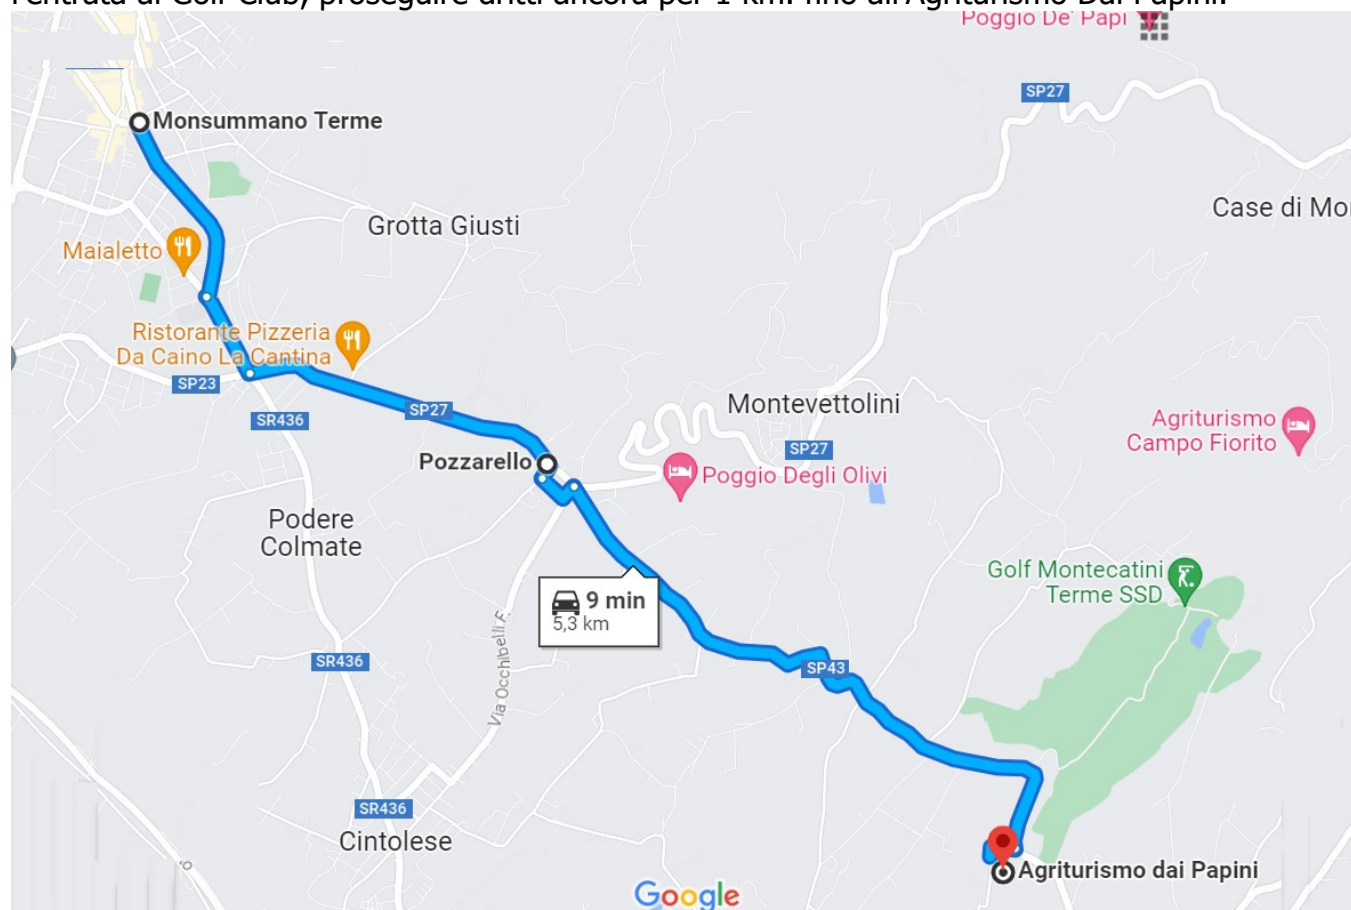 l'entrata al Golf Club, proseguire dritti ancora per 1 Km. fino all'Agriturismo Dai Papini.
Poggio De' Papi
SP27
Monsummano Terme
Case di Mo
Grotta Giusti
Maialetto
Ristorante Pizzeria
Da Caino La Cantina
SP23
SP27
SR436
Montevettolini
Agriturismo
Campo Fiorito
SP27
Pozzarello
Poggio Degli Olivi
Podere
Colmate
Golf Montecatini
Terme SSD
9 min
5,3 km
Via Occhibelli F.
SR436
SP43
SR436
Cintolese
Agriturismo dai Papini
Google